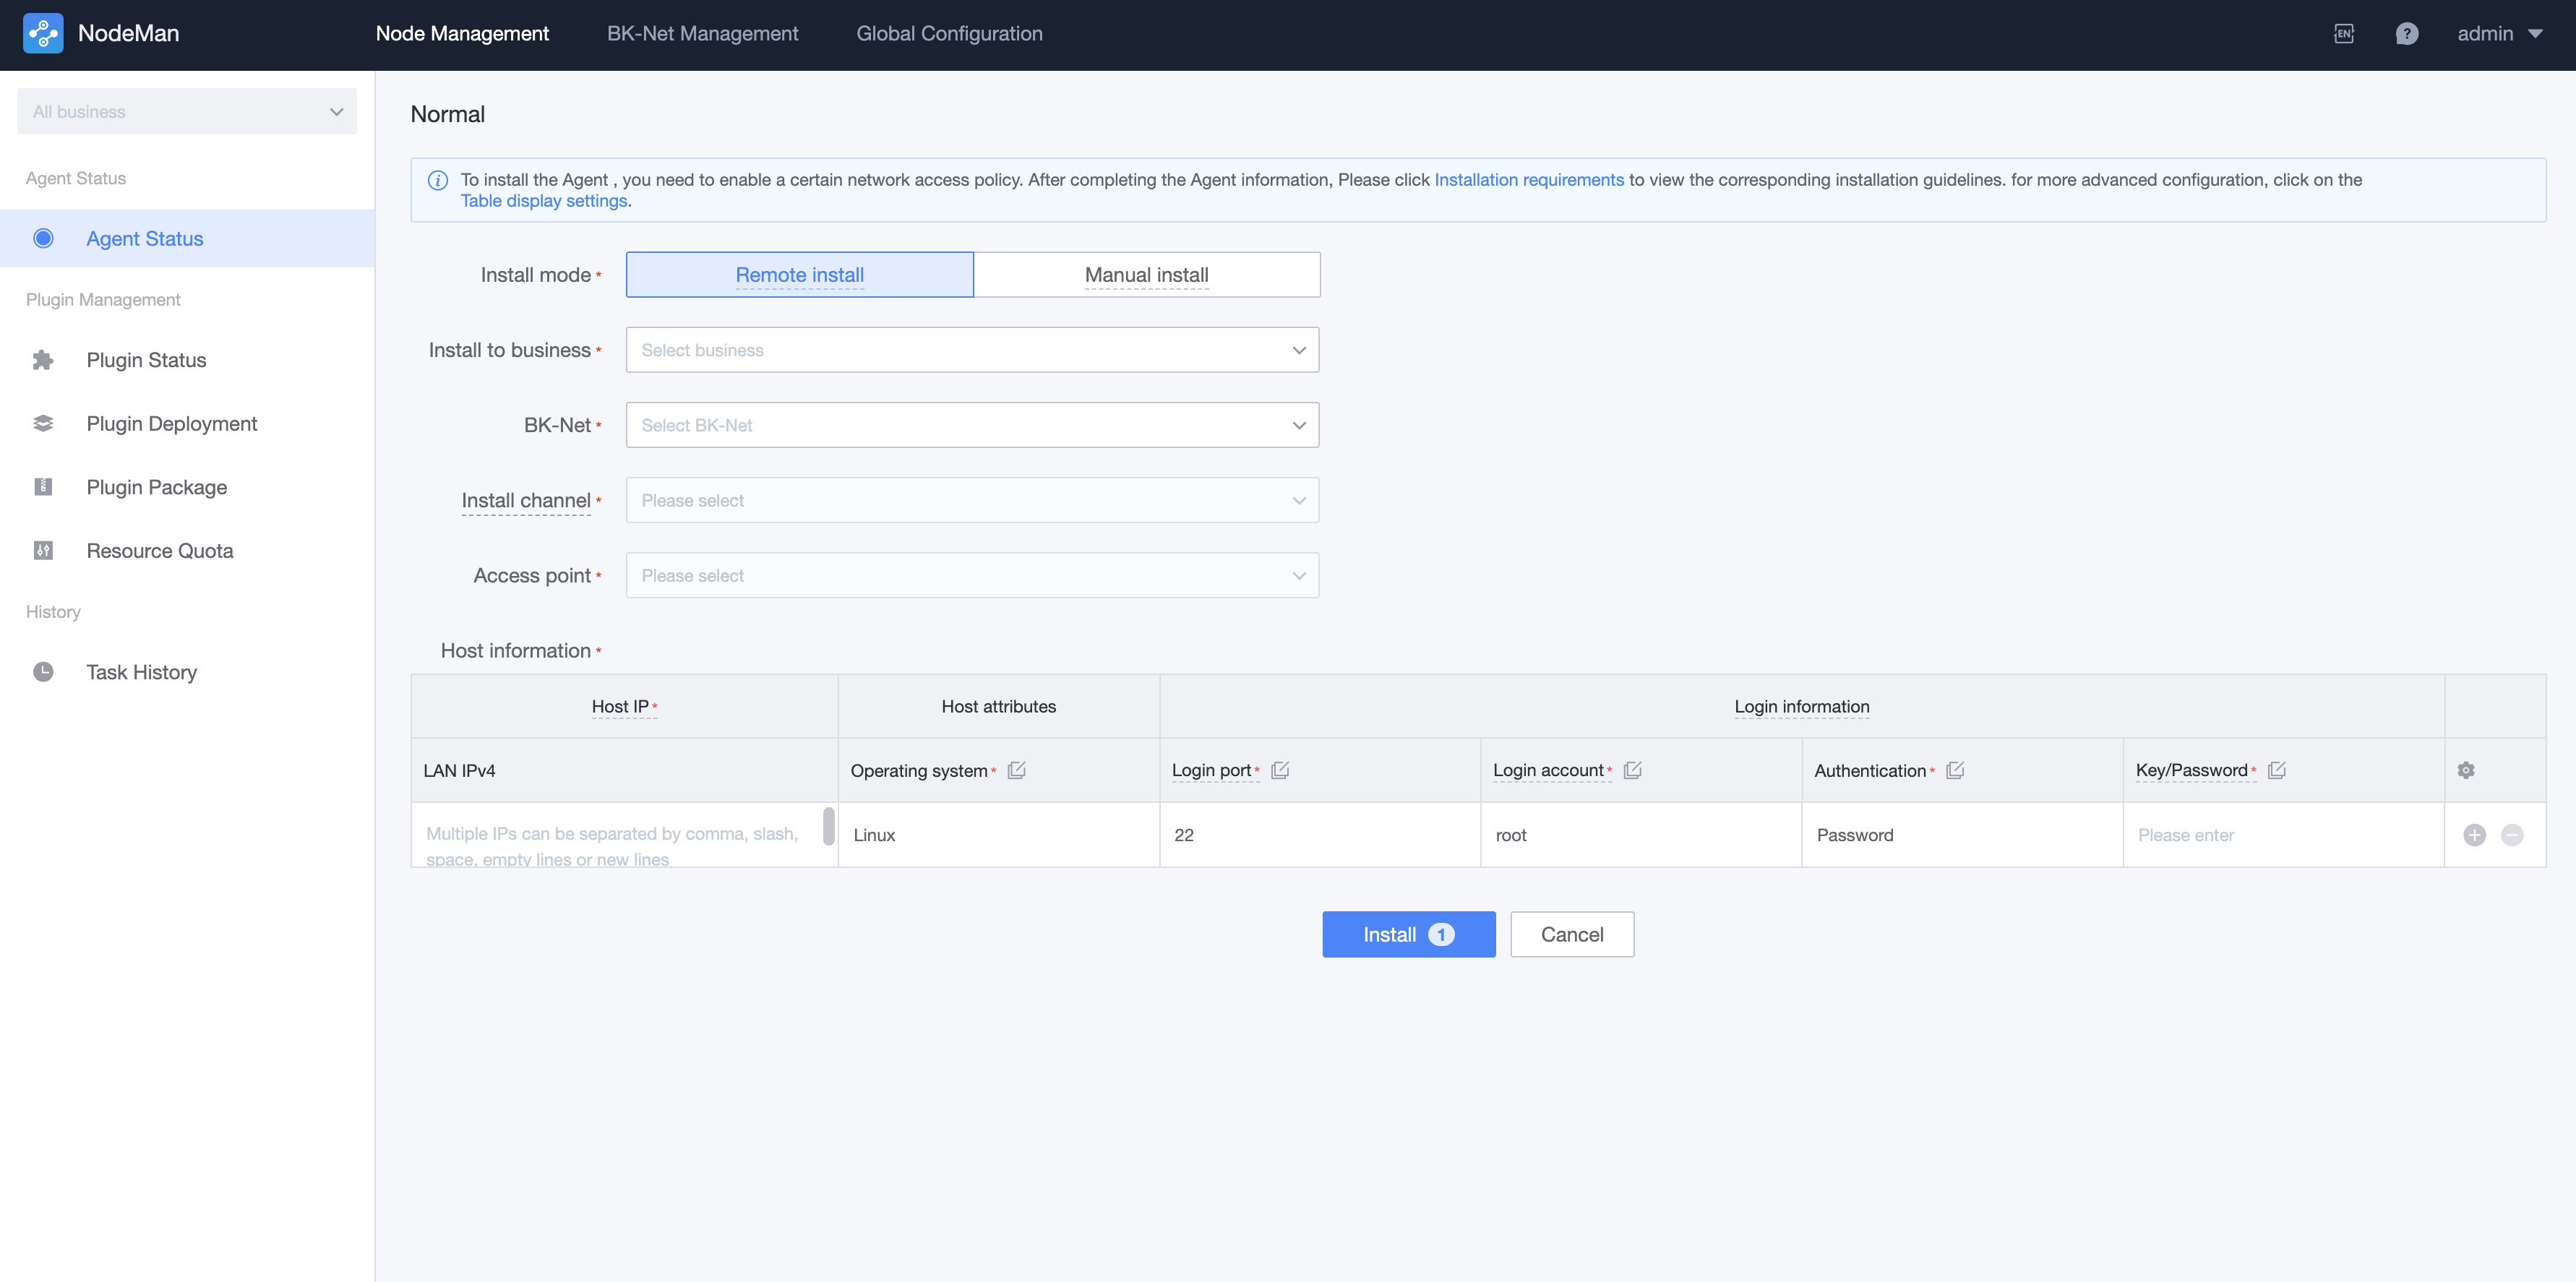 NodeMan
Node Management
BK-Net Management
Global Configuration
EN
?
admin
All business
Agent Status
Agent Status
Plugin Management
Plugin Status
Plugin Deployment
Plugin Package
Resource Quota
History
Task History
Normal
To install the Agent , you need to enable a certain network access policy. After completing the Agent information, Please click Installation requirements to view the corresponding installation guidelines. for more advanced configuration, click on the
Table display settings.
Install mode *
Remote install
Manual install
Install to business *
Select business
BK-Net *
Select BK-Net
Install channel *
Please select
Access point *
Please select
Host information *
Host IP *
Host attributes
Login information
LAN IPv4
Operating system *
Login port *
Login account *
Authentication *
Key/Password *
Multiple IPs can be separated by comma, slash,
space, empty lines or new lines
Linux
22
root
Password
Please enter
Install 1
Cancel